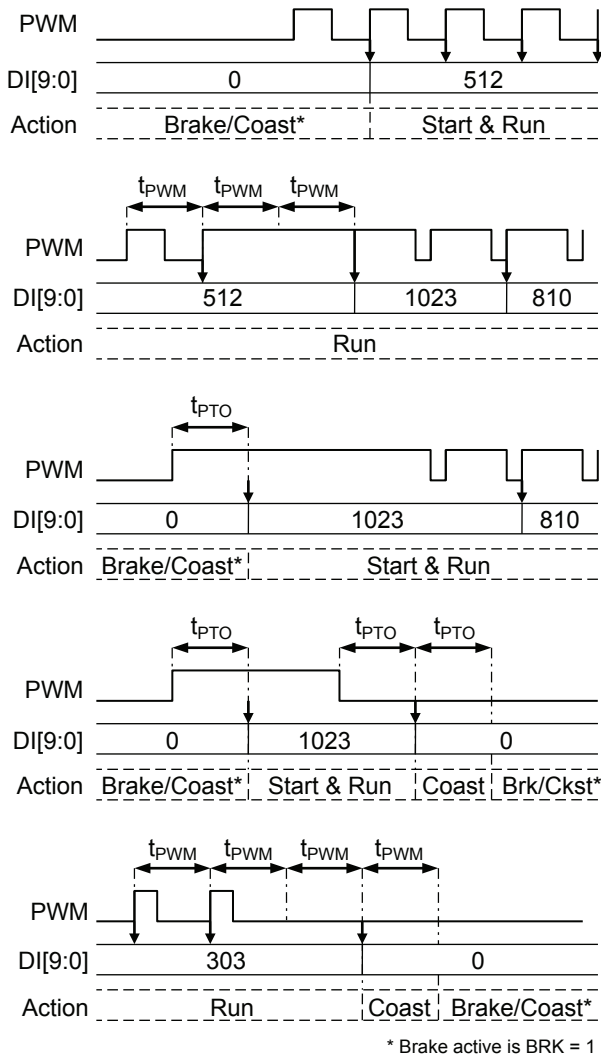 PWM
DI[9:0] 0 512
Action Brake/Coast* Start & Run
tPWM tPWM tPWM
PWM
DI[9:0] 512 1023 810
Action Run
tPTO
PWM
DI[9:0] 0 1023 810
Action Brake/Coast* Start & Run
tPTO tPTO tPTO
PWM
DI[9:0] 0 1023 0
Action Brake/Coast* Start & Run Coast Brk/Ckst*
tPWM tPWM tPWM tPWM
PWM
DI[9:0] 303 0
Action Run Coast Brake/Coast*
* Brake active is BRK = 1